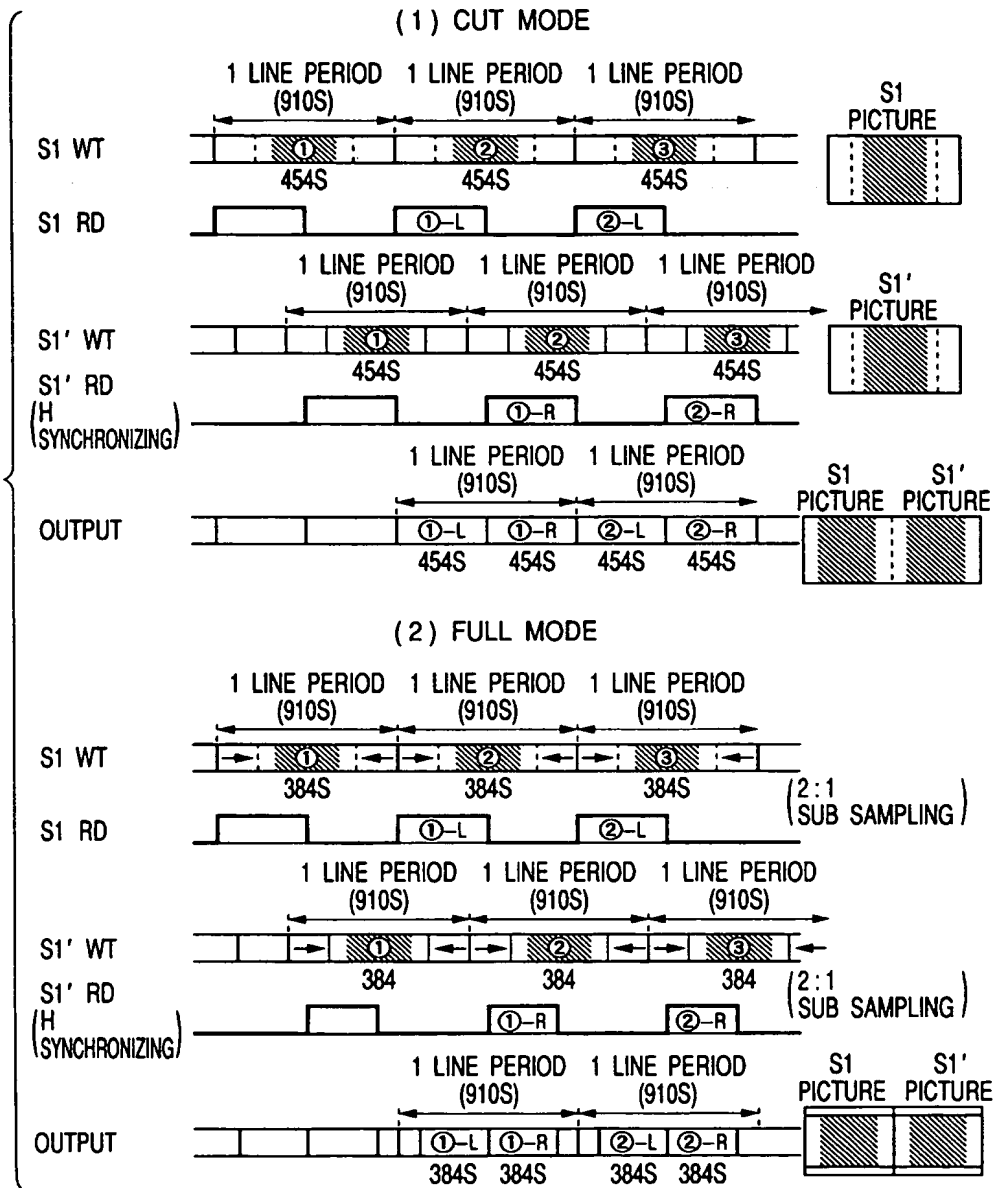 (1) CUT MODE
1 LINE PERIOD 1 LINE PERIOD 1 LINE PERIOD
(910S) (910S) (910S)
S1
PICTURE
S1 WT ① ② ③
454S 454S 454S
S1 RD ①-L ②-L
1 LINE PERIOD 1 LINE PERIOD 1 LINE PERIOD
(910S) (910S) (910S)
S1'
PICTURE
S1' WT ① ② ③
454S 454S 454S
S1' RD
(H
SYNCHRONIZING)
①-R ②-R
1 LINE PERIOD 1 LINE PERIOD
(910S) (910S)
S1 S1'
PICTURE PICTURE
OUTPUT ①-L ①-R ②-L ②-R
454S 454S 454S 454S
(2) FULL MODE
1 LINE PERIOD 1 LINE PERIOD 1 LINE PERIOD
(910S) (910S) (910S)
S1 WT ① ② ③
384S 384S 384S
(2:1
SUB SAMPLING)
S1 RD ①-L ②-L
1 LINE PERIOD 1 LINE PERIOD 1 LINE PERIOD
(910S) (910S) (910S)
S1' WT ① ② ③
384 384 384
(2:1
SUB SAMPLING)
S1' RD
(H
SYNCHRONIZING)
①-R ②-R
1 LINE PERIOD 1 LINE PERIOD
(910S) (910S)
S1 S1'
PICTURE PICTURE
OUTPUT ①-L ①-R ②-L ②-R
384S 384S 384S 384S